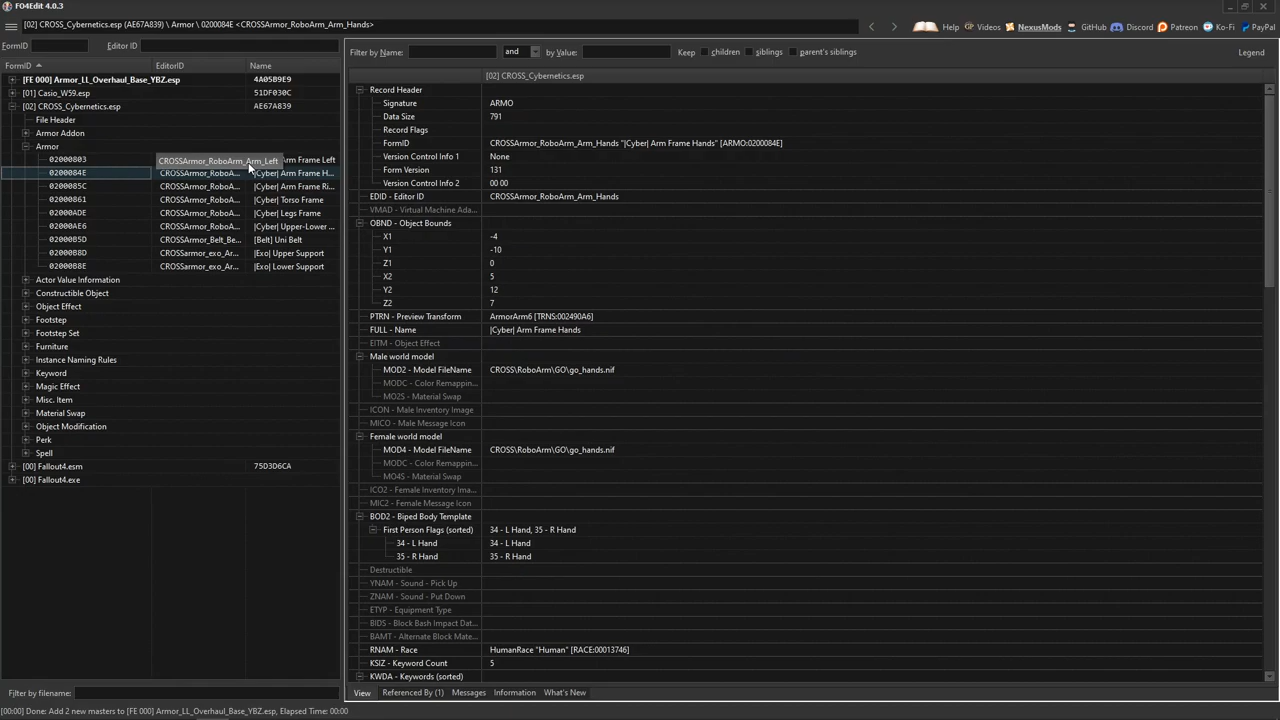 FO4Edit 4.0.3
[02] CROSS_Cybernetics.esp (AE67A839) \ Armor \ 0200084E <CROSSArmor_RoboArm_Arm_Hands>
Help Videos NexusMods GitHub Discord Patreon Ko-Fi PayPal
FormID Editor ID
FormID EditorID Name
[FE 000] Armor_LL_Overhaul_Base_YBZ.esp 4A05B9E9
[01] Casio_W59.esp 51DF030C
[02] CROSS_Cybernetics.esp AE67A839
File Header
Armor Addon
Armor
02000803 CROSSArmor_RoboArm_Arm_Left Arm Frame Left
0200084E CROSSArmor_RoboA... |Cyber| Arm Frame H...
0200085C CROSSArmor_RoboA... |Cyber| Arm Frame Ri...
02000861 CROSSArmor_RoboA... |Cyber| Torso Frame
02000ADE CROSSArmor_RoboA... |Cyber| Legs Frame
02000AE6 CROSSArmor_RoboA... |Cyber| Upper-Lower ...
02000B5D CROSSArmor_Belt_Be... [Belt] Uni Belt
02000B8D CROSSarmor_exo_Ar... |Exo| Upper Support
02000B8E CROSSarmor_exo_Ar... |Exo| Lower Support
Actor Value Information
Constructible Object
Object Effect
Footstep
Footstep Set
Furniture
Instance Naming Rules
Keyword
Magic Effect
Misc. Item
Material Swap
Object Modification
Perk
Spell
[00] Fallout4.esm 75D3D6CA
[00] Fallout4.exe
Filter by filename:
Filter by Name: and by Value: Keep children siblings parent's siblings Legend
[02] CROSS_Cybernetics.esp
Record Header
Signature ARMO
Data Size 791
Record Flags
FormID CROSSArmor_RoboArm_Arm_Hands "|Cyber| Arm Frame Hands" [ARMO:0200084E]
Version Control Info 1 None
Form Version 131
Version Control Info 2 00 00
EDID - Editor ID CROSSArmor_RoboArm_Arm_Hands
VMAD - Virtual Machine Ada...
OBND - Object Bounds
X1 -4
Y1 -10
Z1 0
X2 5
Y2 12
Z2 7
PTRN - Preview Transform ArmorArm6 [TRNS:002490A6]
FULL - Name |Cyber| Arm Frame Hands
EITM - Object Effect
Male world model
MOD2 - Model FileName CROSS\RoboArm\GO\go_hands.nif
MODC - Color Remappin...
MO2S - Material Swap
ICON - Male Inventory Image
MICO - Male Message Icon
Female world model
MOD4 - Model FileName CROSS\RoboArm\GO\go_hands.nif
MODC - Color Remappin...
MO4S - Material Swap
ICO2 - Female Inventory Ima...
MIC2 - Female Message Icon
BOD2 - Biped Body Template
First Person Flags (sorted) 34 - L Hand, 35 - R Hand
34 - L Hand 34 - L Hand
35 - R Hand 35 - R Hand
Destructible
YNAM - Sound - Pick Up
ZNAM - Sound - Put Down
ETYP - Equipment Type
BIDS - Block Bash Impact Dat...
BAMT - Alternate Block Mate...
RNAM - Race HumanRace "Human" [RACE:00013746]
KSIZ - Keyword Count 5
KWDA - Keywords (sorted)
View Referenced By (1) Messages Information What's New
[00:00] Done: Add 2 new masters to [FE 000] Armor_LL_Overhaul_Base_YBZ.esp, Elapsed Time: 00:00